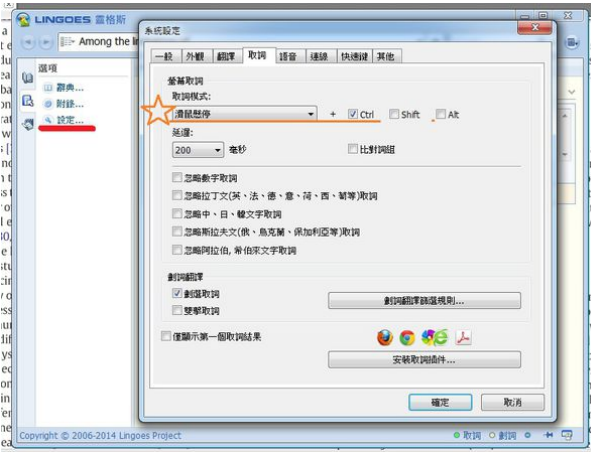 LINGOES 靈格斯
Among the
選項
辭典...
附錄...
設定...
系統設定
一般 外觀 翻譯 取詞 語音 連線 快速鍵 其他
螢幕取詞
取詞模式:
滑鼠懸停 + Ctrl Shift Alt
延遲:
200 毫秒 比對詞組
忽略數字取詞
忽略拉丁文(英、法、德、意、荷、西、葡等)取詞
忽略中、日、韓文字取詞
忽略斯拉夫文(俄、烏克蘭、保加利亞等)取詞
忽略阿拉伯, 希伯來文字取詞
劃詞翻譯
劃選取詞
雙擊取詞
劃詞翻譯篩選規則...
僅顯示第一個取詞結果
安裝取詞插件...
確定 取消
Copyright © 2006-2014 Lingoes Project
取詞 劃詞